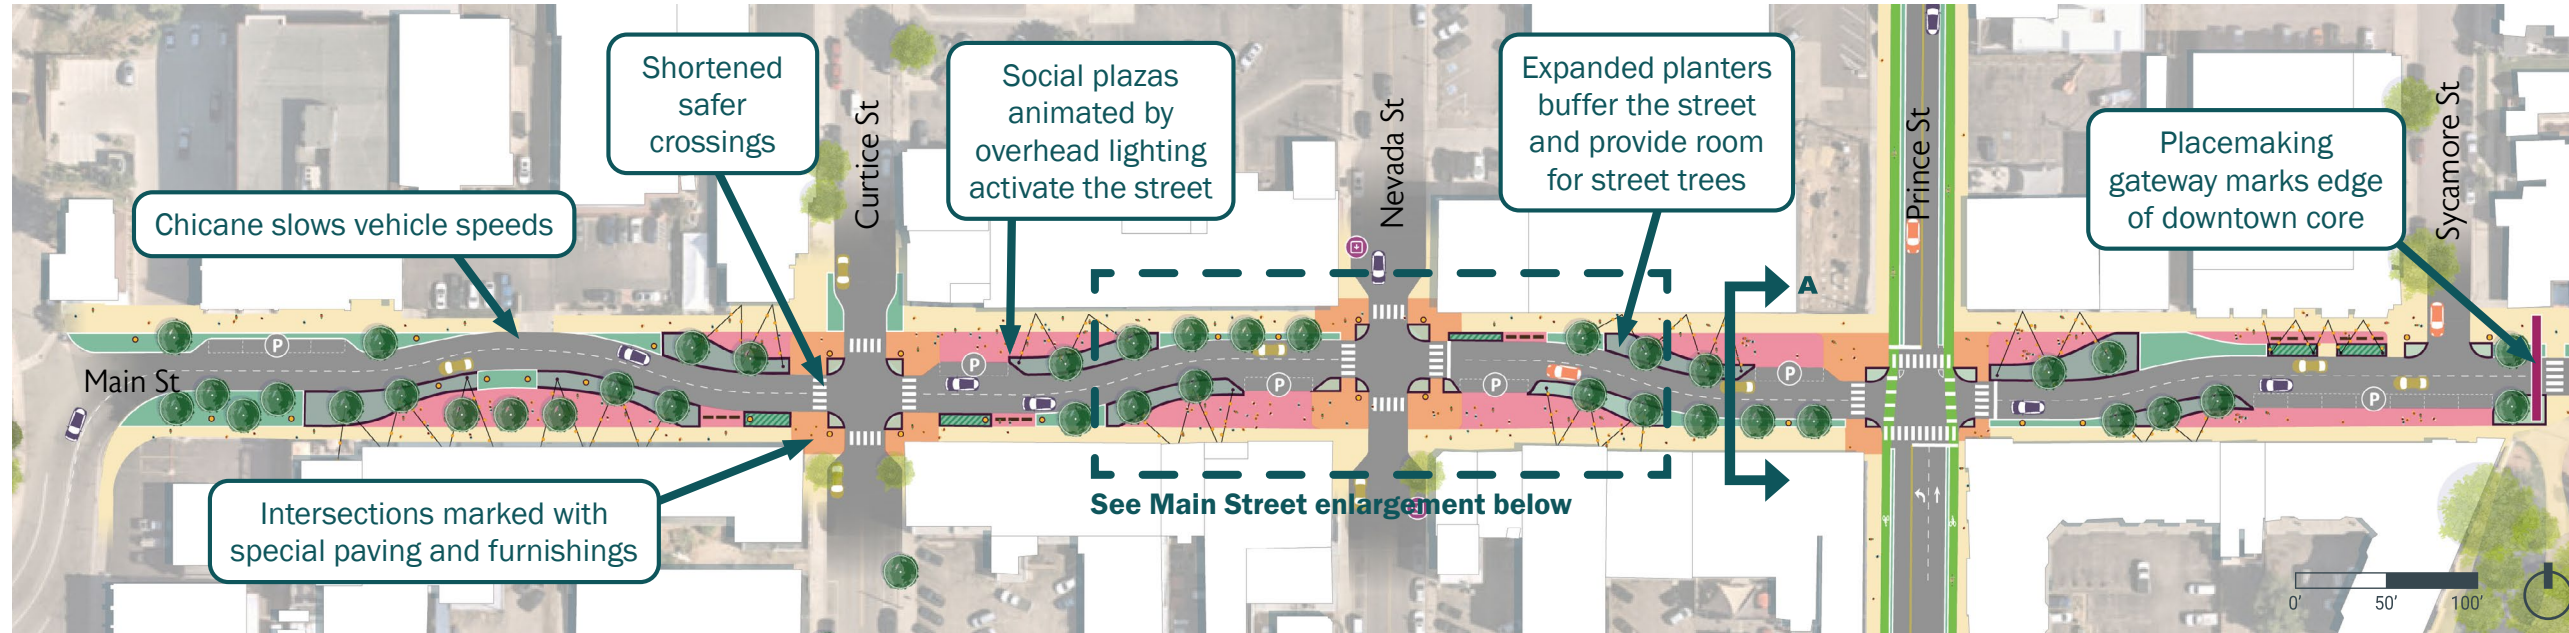 Shortened
safer
crossings
Social plazas
animated by
overhead lighting
activate the street
Expanded planters
buffer the street
and provide room
for street trees
Placemaking
gateway marks edge
of downtown core
Chicane slows vehicle speeds
Curtice St
Nevada St
Prince St
Sycamore St
Main St
P
P
P
P
P
P
A
See Main Street enlargement below
Intersections marked with
special paving and furnishings
0'
50'
100'